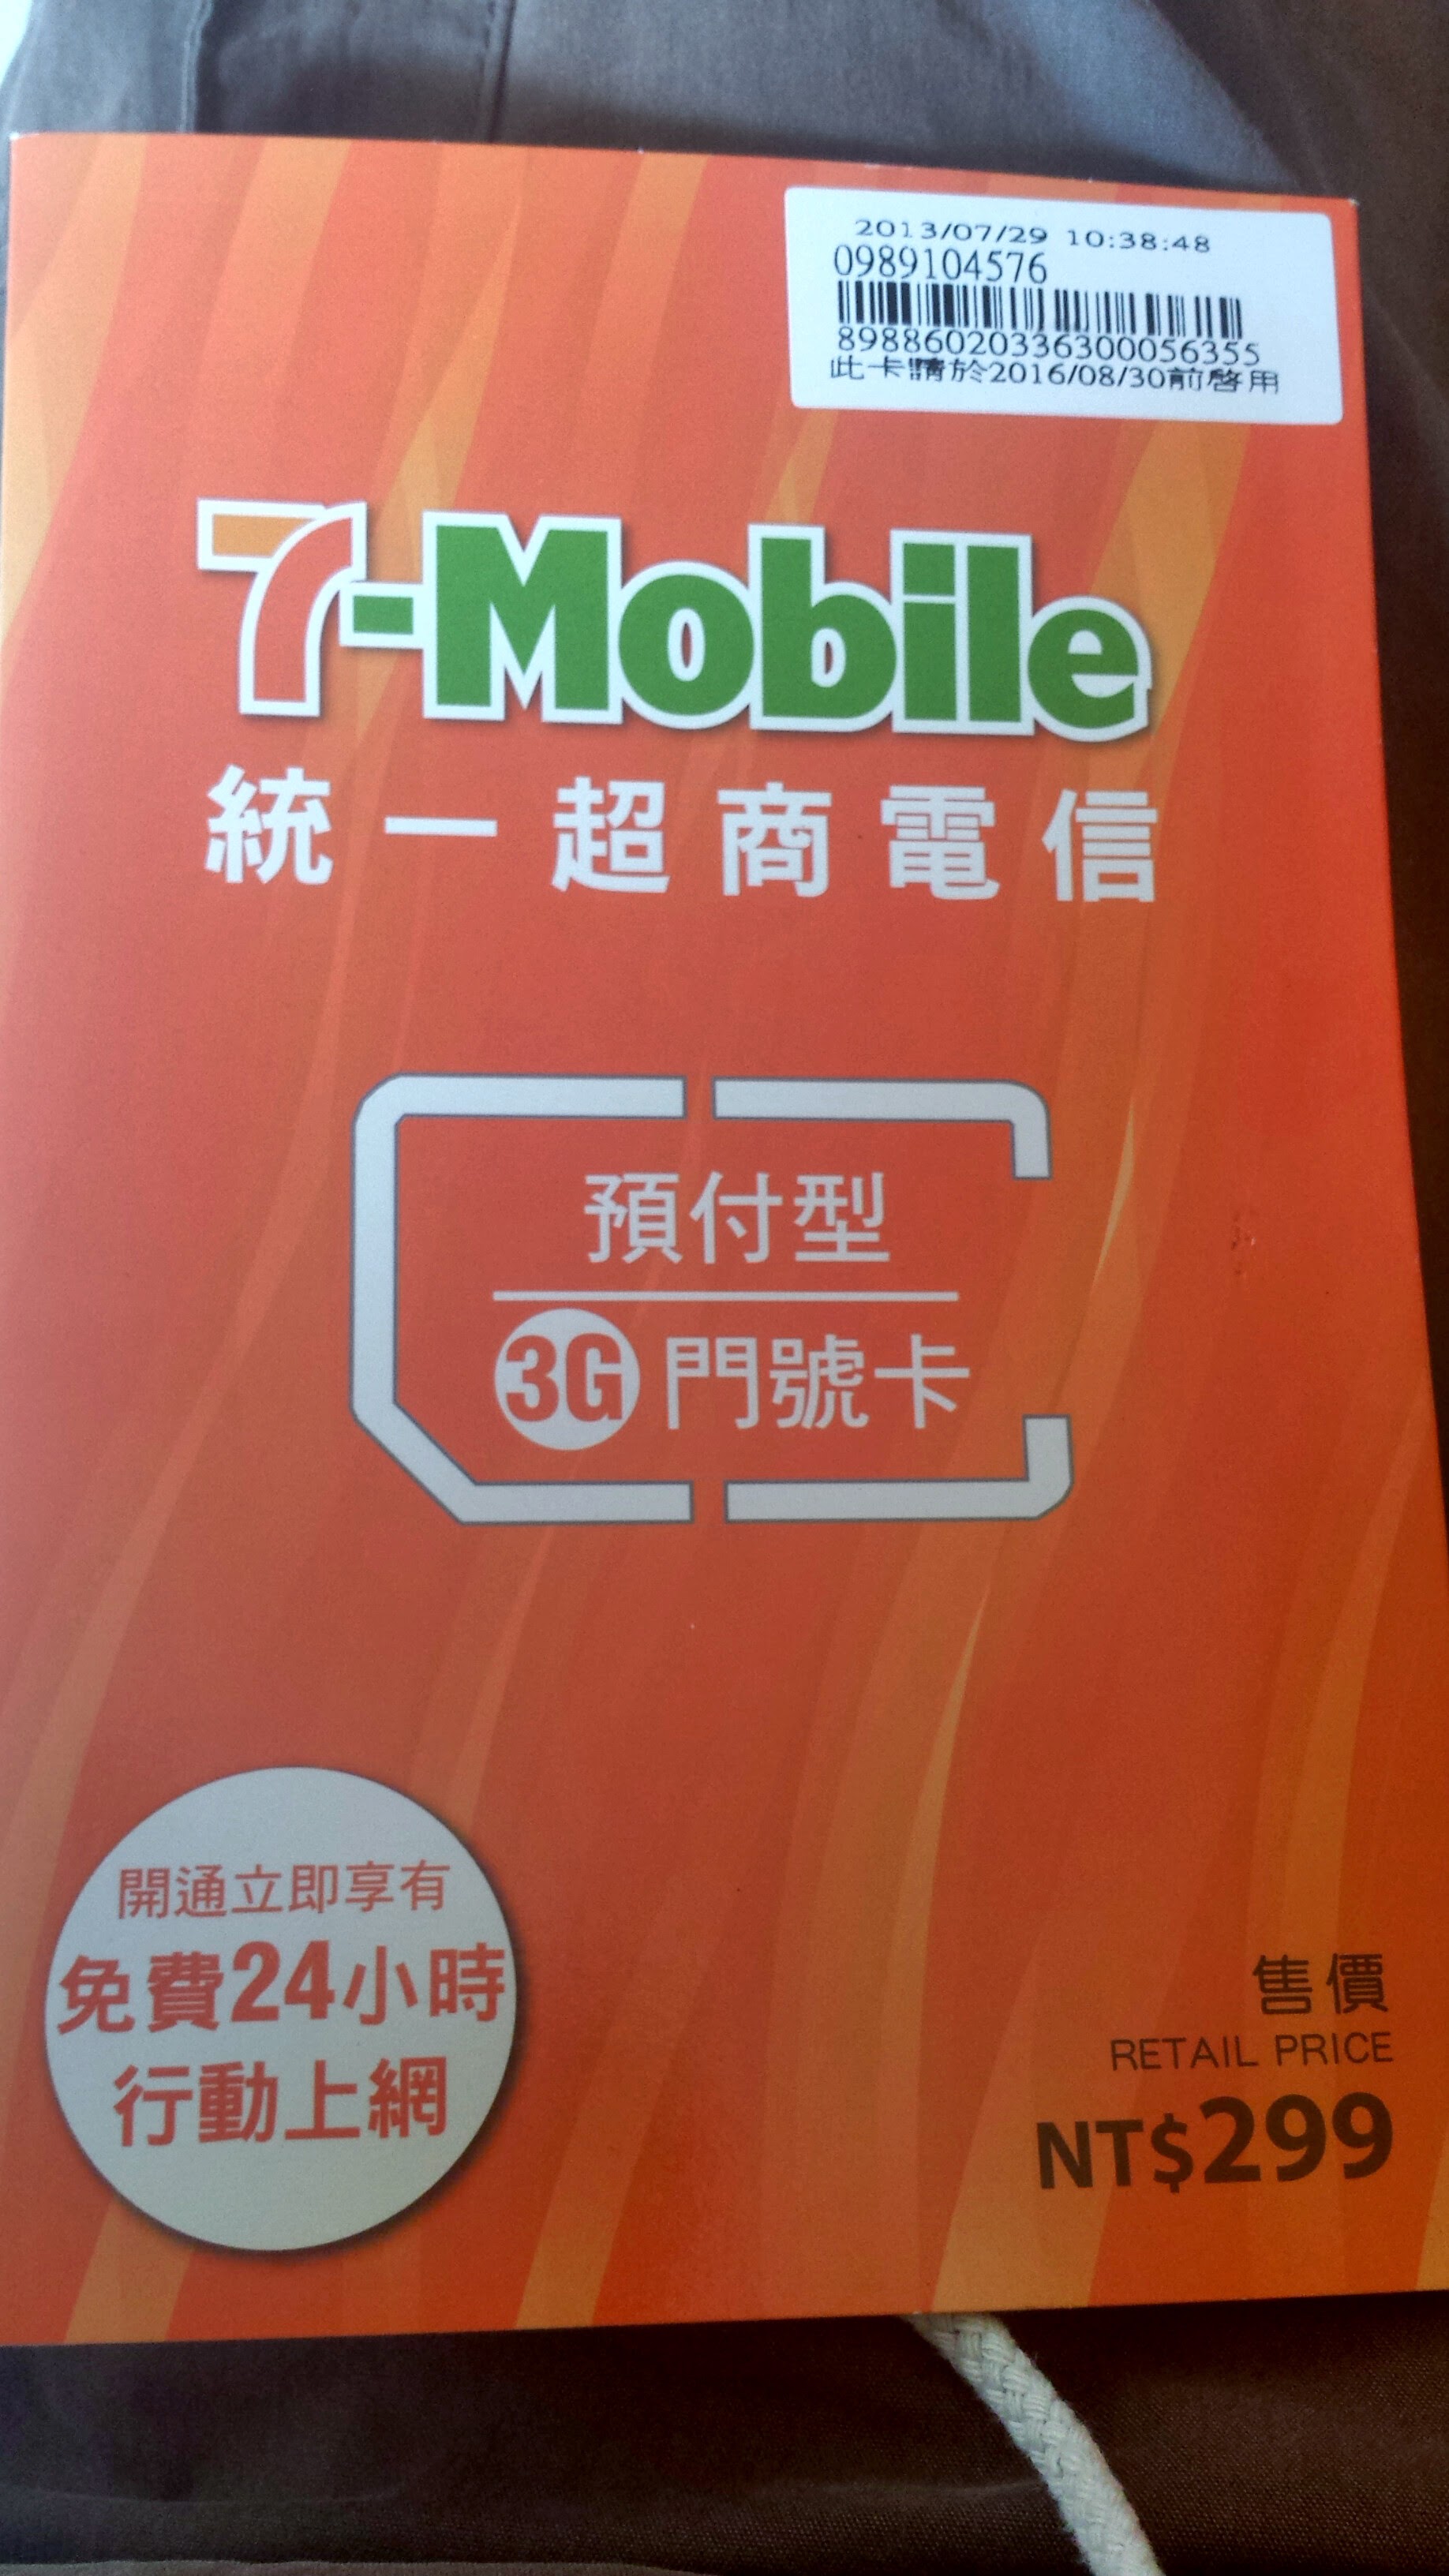 2013/07/29 10:38:48
0989104576
89886020336300056355
此卡請於2016/08/30前啓用
7-Mobile
統一超商電信
預付型
3G 門號卡
開通立即享有
免費24小時
行動上網
售價
RETAIL PRICE
NT$299